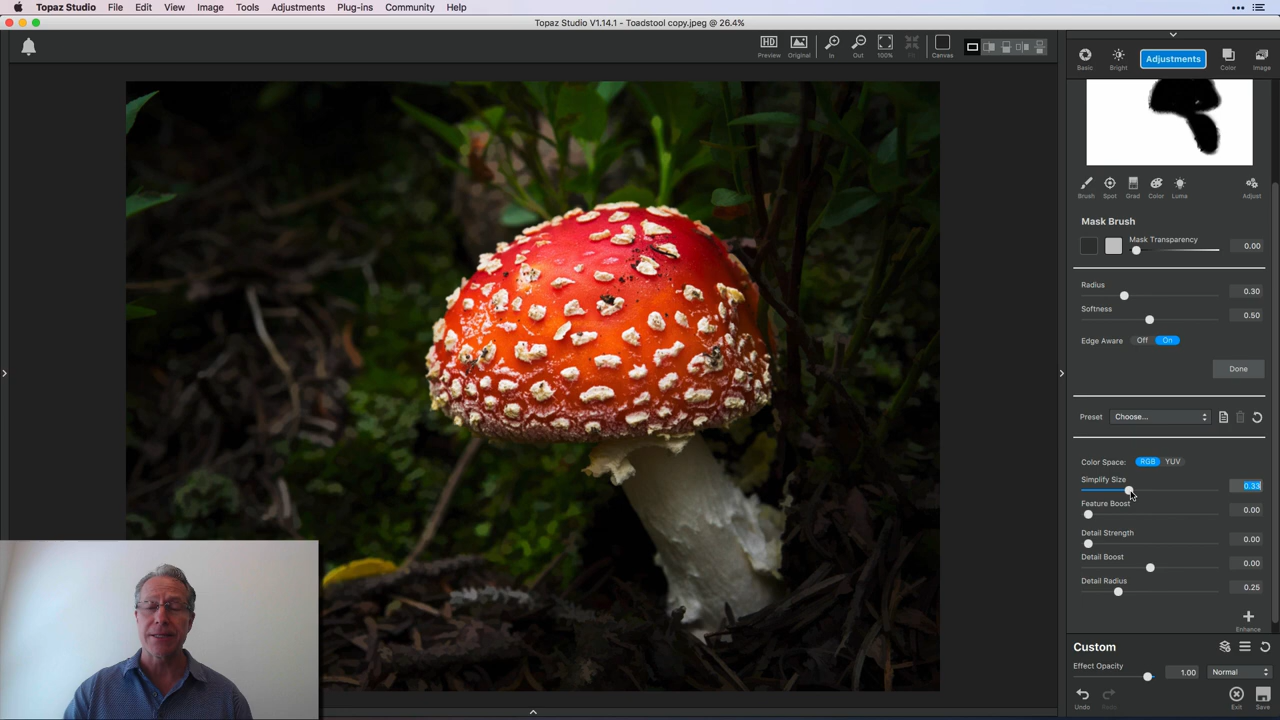 Topaz Studio File Edit View Image Tools Adjustments Plug-ins Community Help
Topaz Studio V1.14.1 - Toadstool copy.jpeg @ 26.4%
Preview Original In Out 100% Canvas
Basic Bright Adjustments Color Image
Brush Spot Grad Color Luma Adjust
Mask Brush
Mask Transparency 0.00
Radius 0.30
Softness 0.50
Edge Aware Off On
Done
Preset Choose...
Color Space: RGB YUV
Simplify Size 0.33
Feature Boost 0.00
Detail Strength 0.00
Detail Boost 0.00
Detail Radius 0.25
Enhance
Custom
Effect Opacity 1.00 Normal
Undo Redo Exit Save